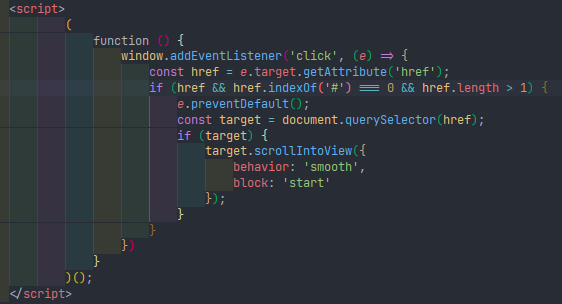 <script>
(
function () {
window.addEventListener('click', (e) => {
const href = e.target.getAttribute('href');
if (href && href.indexOf('#') === 0 && href.length > 1) {
e.preventDefault();
const target = document.querySelector(href);
if (target) {
target.scrollIntoView({
behavior: 'smooth',
block: 'start'
});
}
}
})
}
)();
</script>